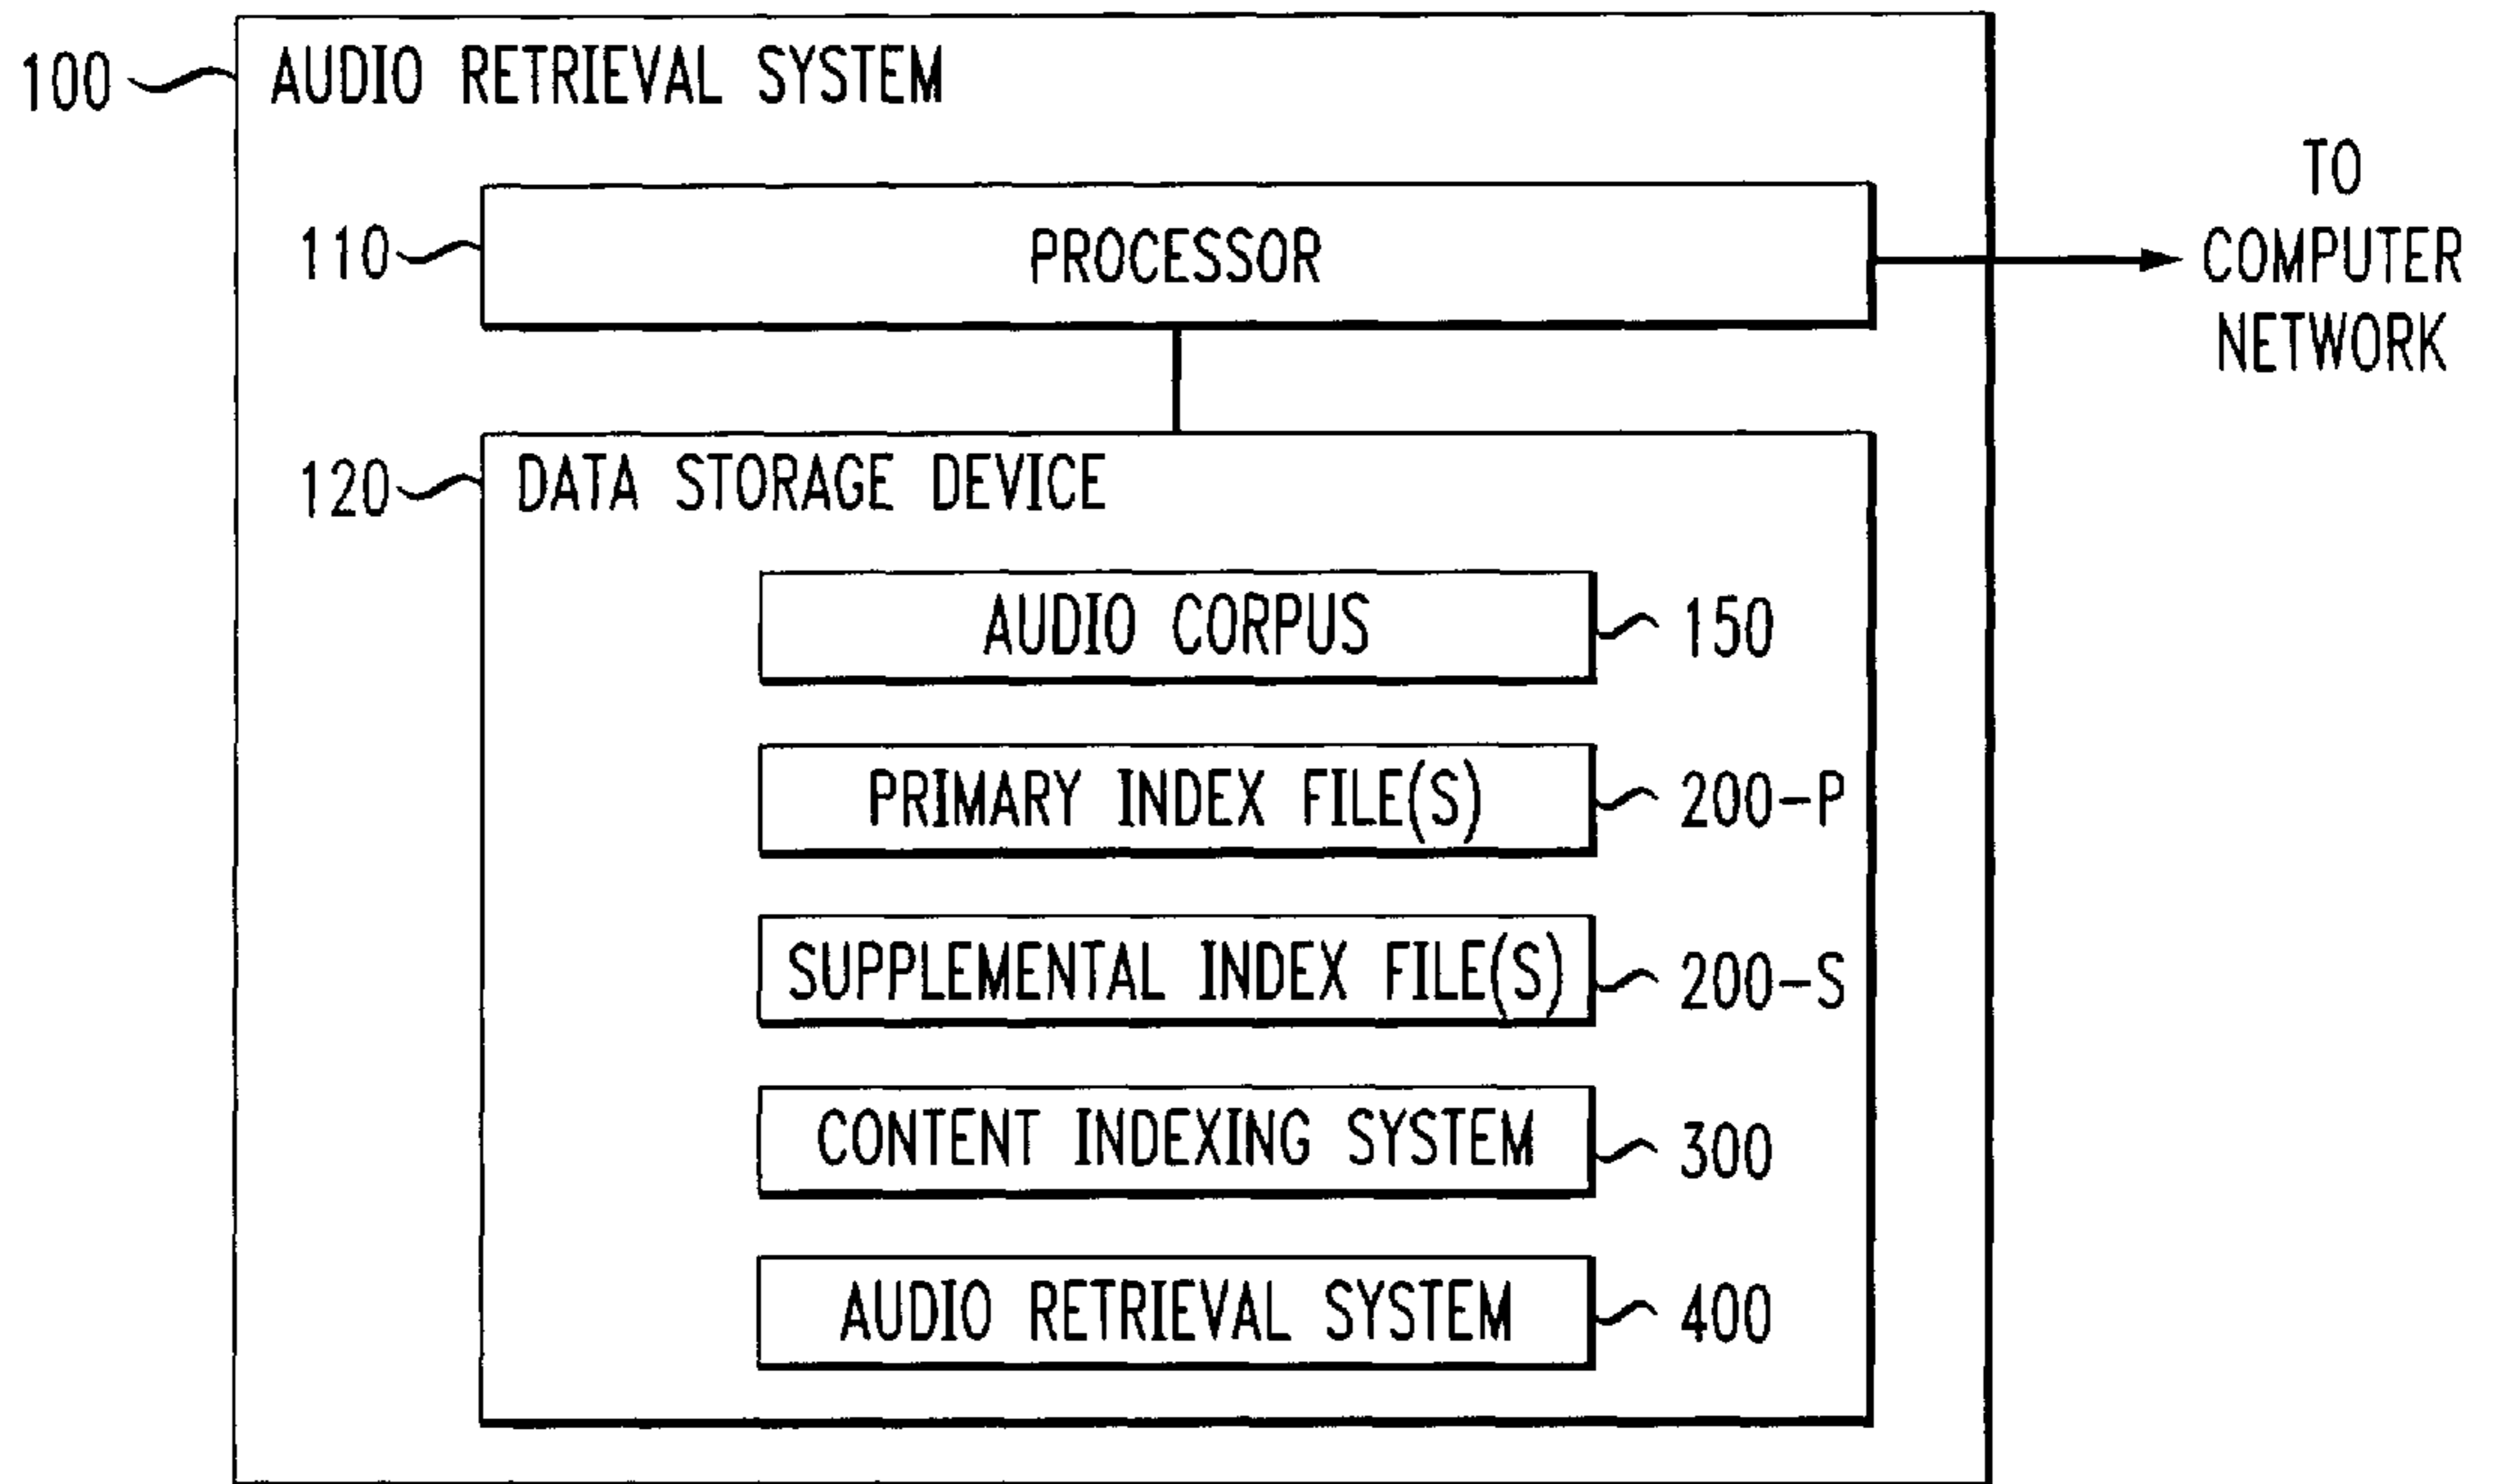 100 AUDIO RETRIEVAL SYSTEM
TO
COMPUTER
NETWORK
110 PROCESSOR
120 DATA STORAGE DEVICE
AUDIO CORPUS 150
PRIMARY INDEX FILE(S) 200-P
SUPPLEMENTAL INDEX FILE(S) 200-S
CONTENT INDEXING SYSTEM 300
AUDIO RETRIEVAL SYSTEM 400